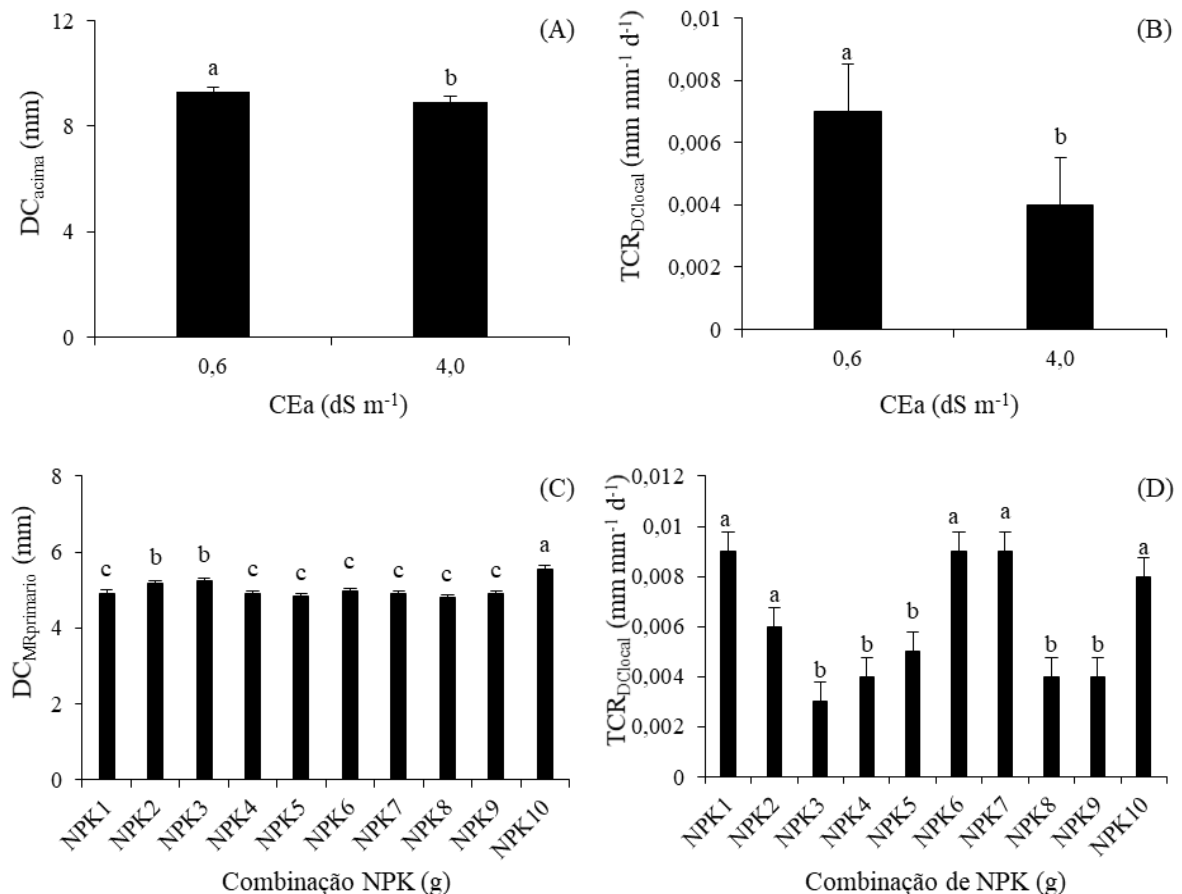 (A)
DCacima (mm)
12
8
4
0
a
b
0,6
4,0
CEa (dS m-1)
(B)
TCRDClocal (mm mm-1 d-1)
0,01
0,008
0,006
0,004
0,002
0
a
b
0,6
4,0
CEa (dS m-1)
(C)
DCMRprimario (mm)
8
6
4
2
0
c b b c c c c c c a
NPK1 NPK2 NPK3 NPK4 NPK5 NPK6 NPK7 NPK8 NPK9 NPK10
Combinação NPK (g)
(D)
TCRDClocal (mm mm-1 d-1)
0,012
0,01
0,008
0,006
0,004
0,002
0
a a b b b a a b b a
NPK1 NPK2 NPK3 NPK4 NPK5 NPK6 NPK7 NPK8 NPK9 NPK10
Combinação de NPK (g)